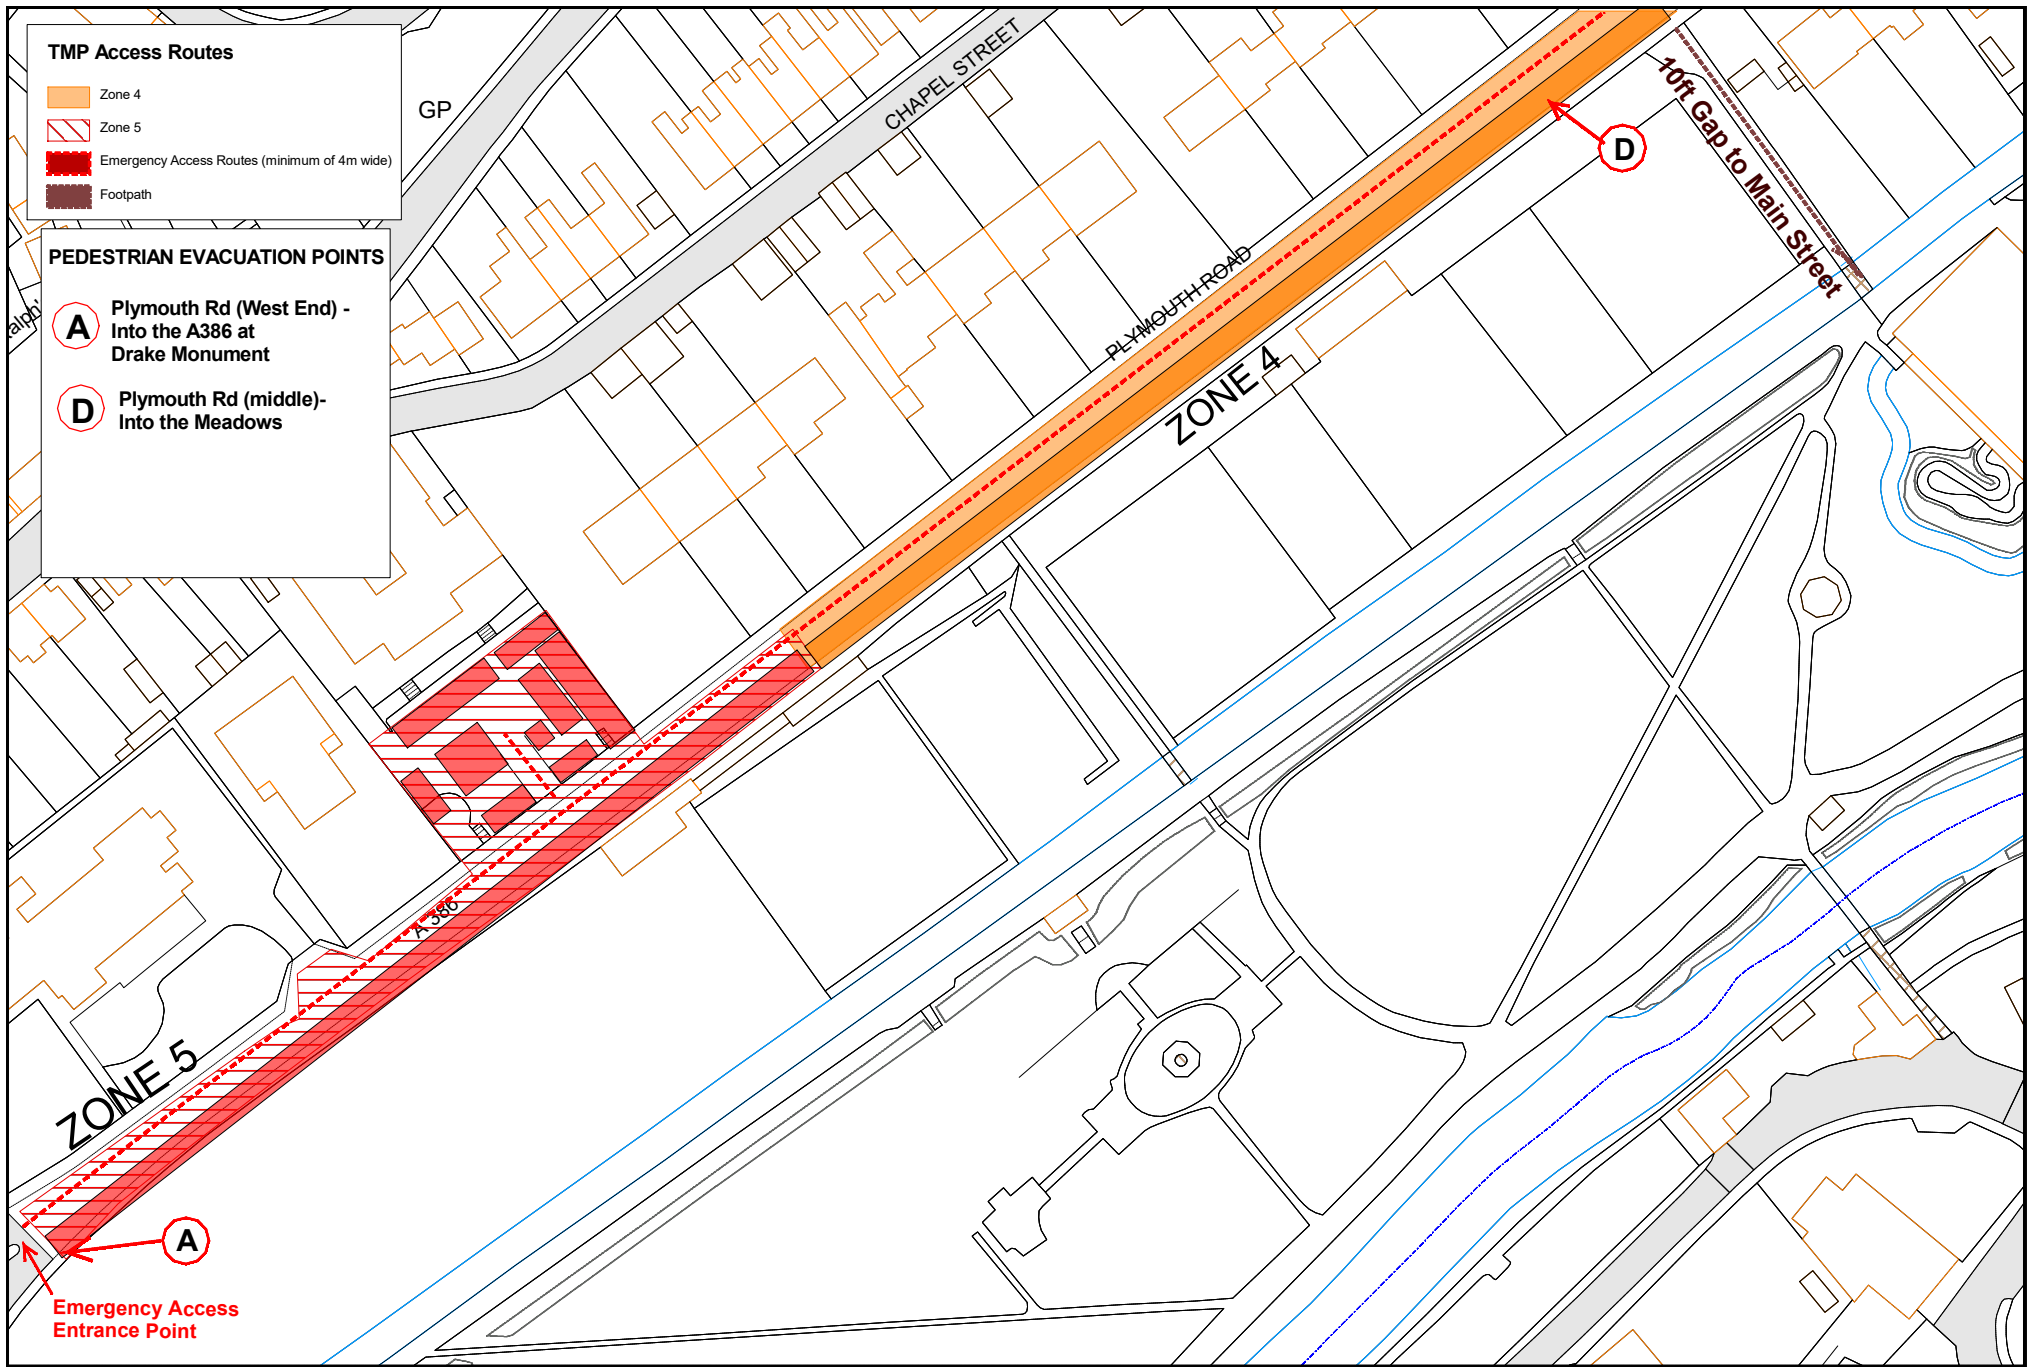 TMP Access Routes
Zone 4
Zone 5
Emergency Access Routes (minimum of 4m wide)
Footpath
GP
PEDESTRIAN EVACUATION POINTS
A
Plymouth Rd (West End) -
Into the A386 at
Drake Monument
D
Plymouth Rd (middle)-
Into the Meadows
CHAPEL STREET
D
10ft Gap to Main Street
PLYMOUTH ROAD
ZONE 4
A 386
ZONE 5
A
Emergency Access
Entrance Point